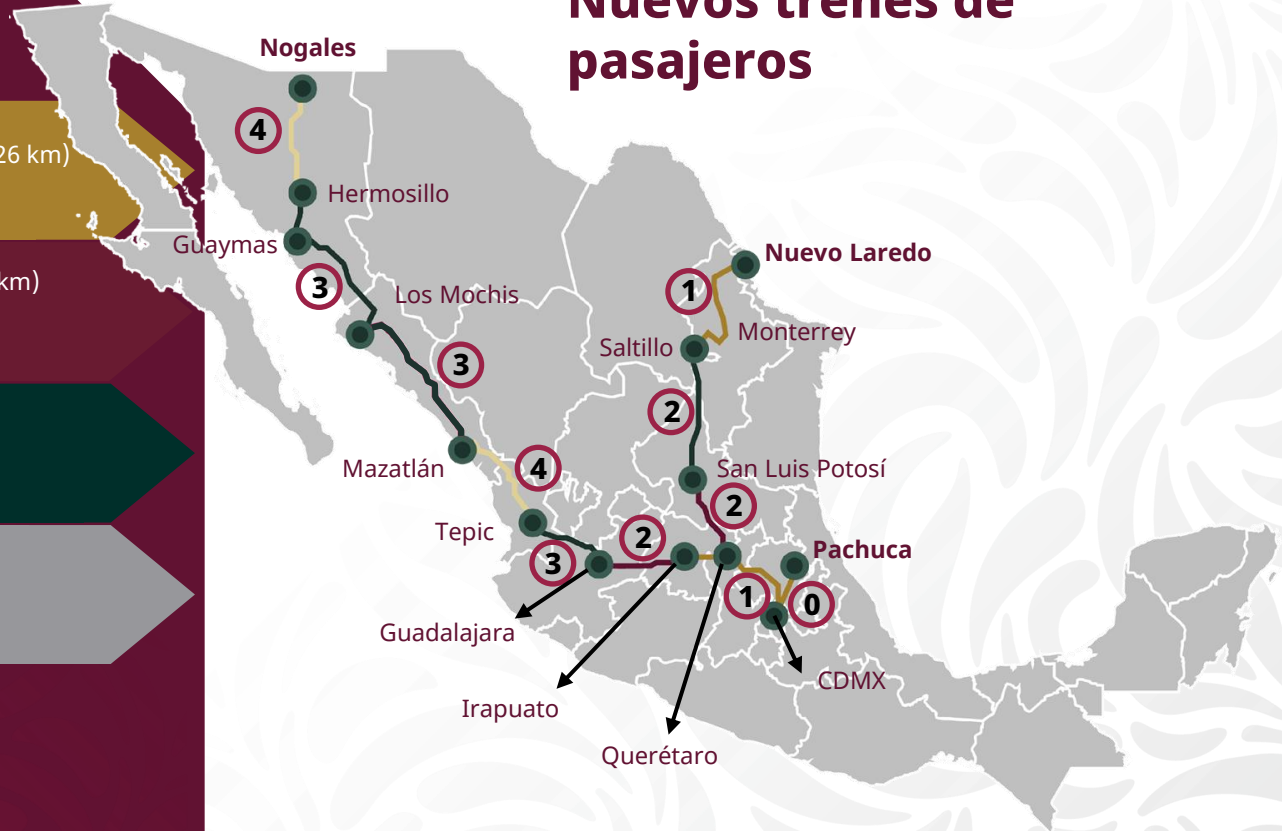 Nuevos trenes de
pasajeros
Nogales
4
26 km)
Hermosillo
Guaymas
Nuevo Laredo
km)
3
1
Los Mochis
Monterrey
Saltillo
3
2
Mazatlán
4
San Luis Potosí
2
Tepic
2
Pachuca
3
1
0
Guadalajara
CDMX
Irapuato
Querétaro